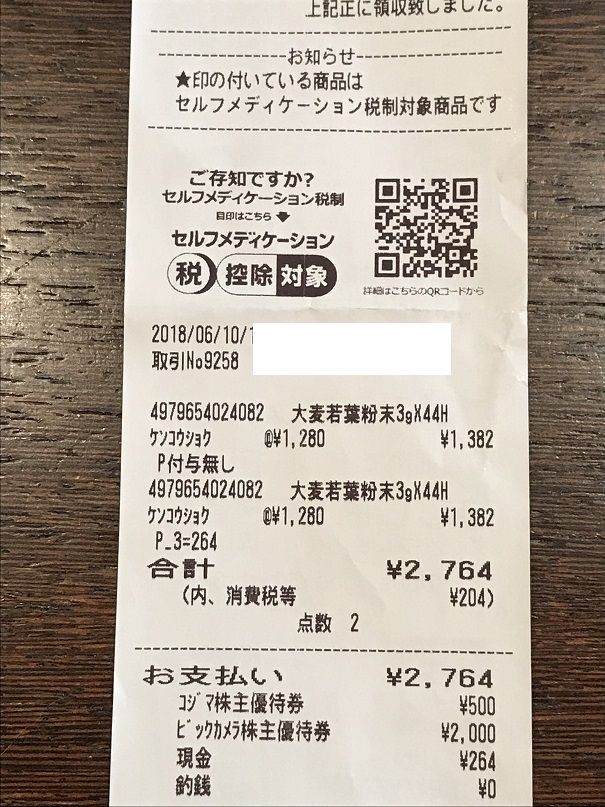 上記正に領収致しました。
お知らせ
★印の付いている商品は
セルフメディケーション税制対象商品です
ご存知ですか?
セルフメディケーション税制
目印はこちら
セルフメディケーション
税 控除 対象
詳細はこちらのQRコードから
2018/06/10/
取引No9258
4979654024082 大麦若葉粉末3gX44H
ケンコウショク @¥1,280 ¥1,382
P付与無し
4979654024082 大麦若葉粉末3gX44H
ケンコウショク @¥1,280 ¥1,382
P_3=264
合計 ¥2,764
(内、消費税等 ¥204)
点数 2
お支払い ¥2,764
コジマ株主優待券 ¥500
ビックカメラ株主優待券 ¥2,000
現金 ¥264
釣銭 ¥0